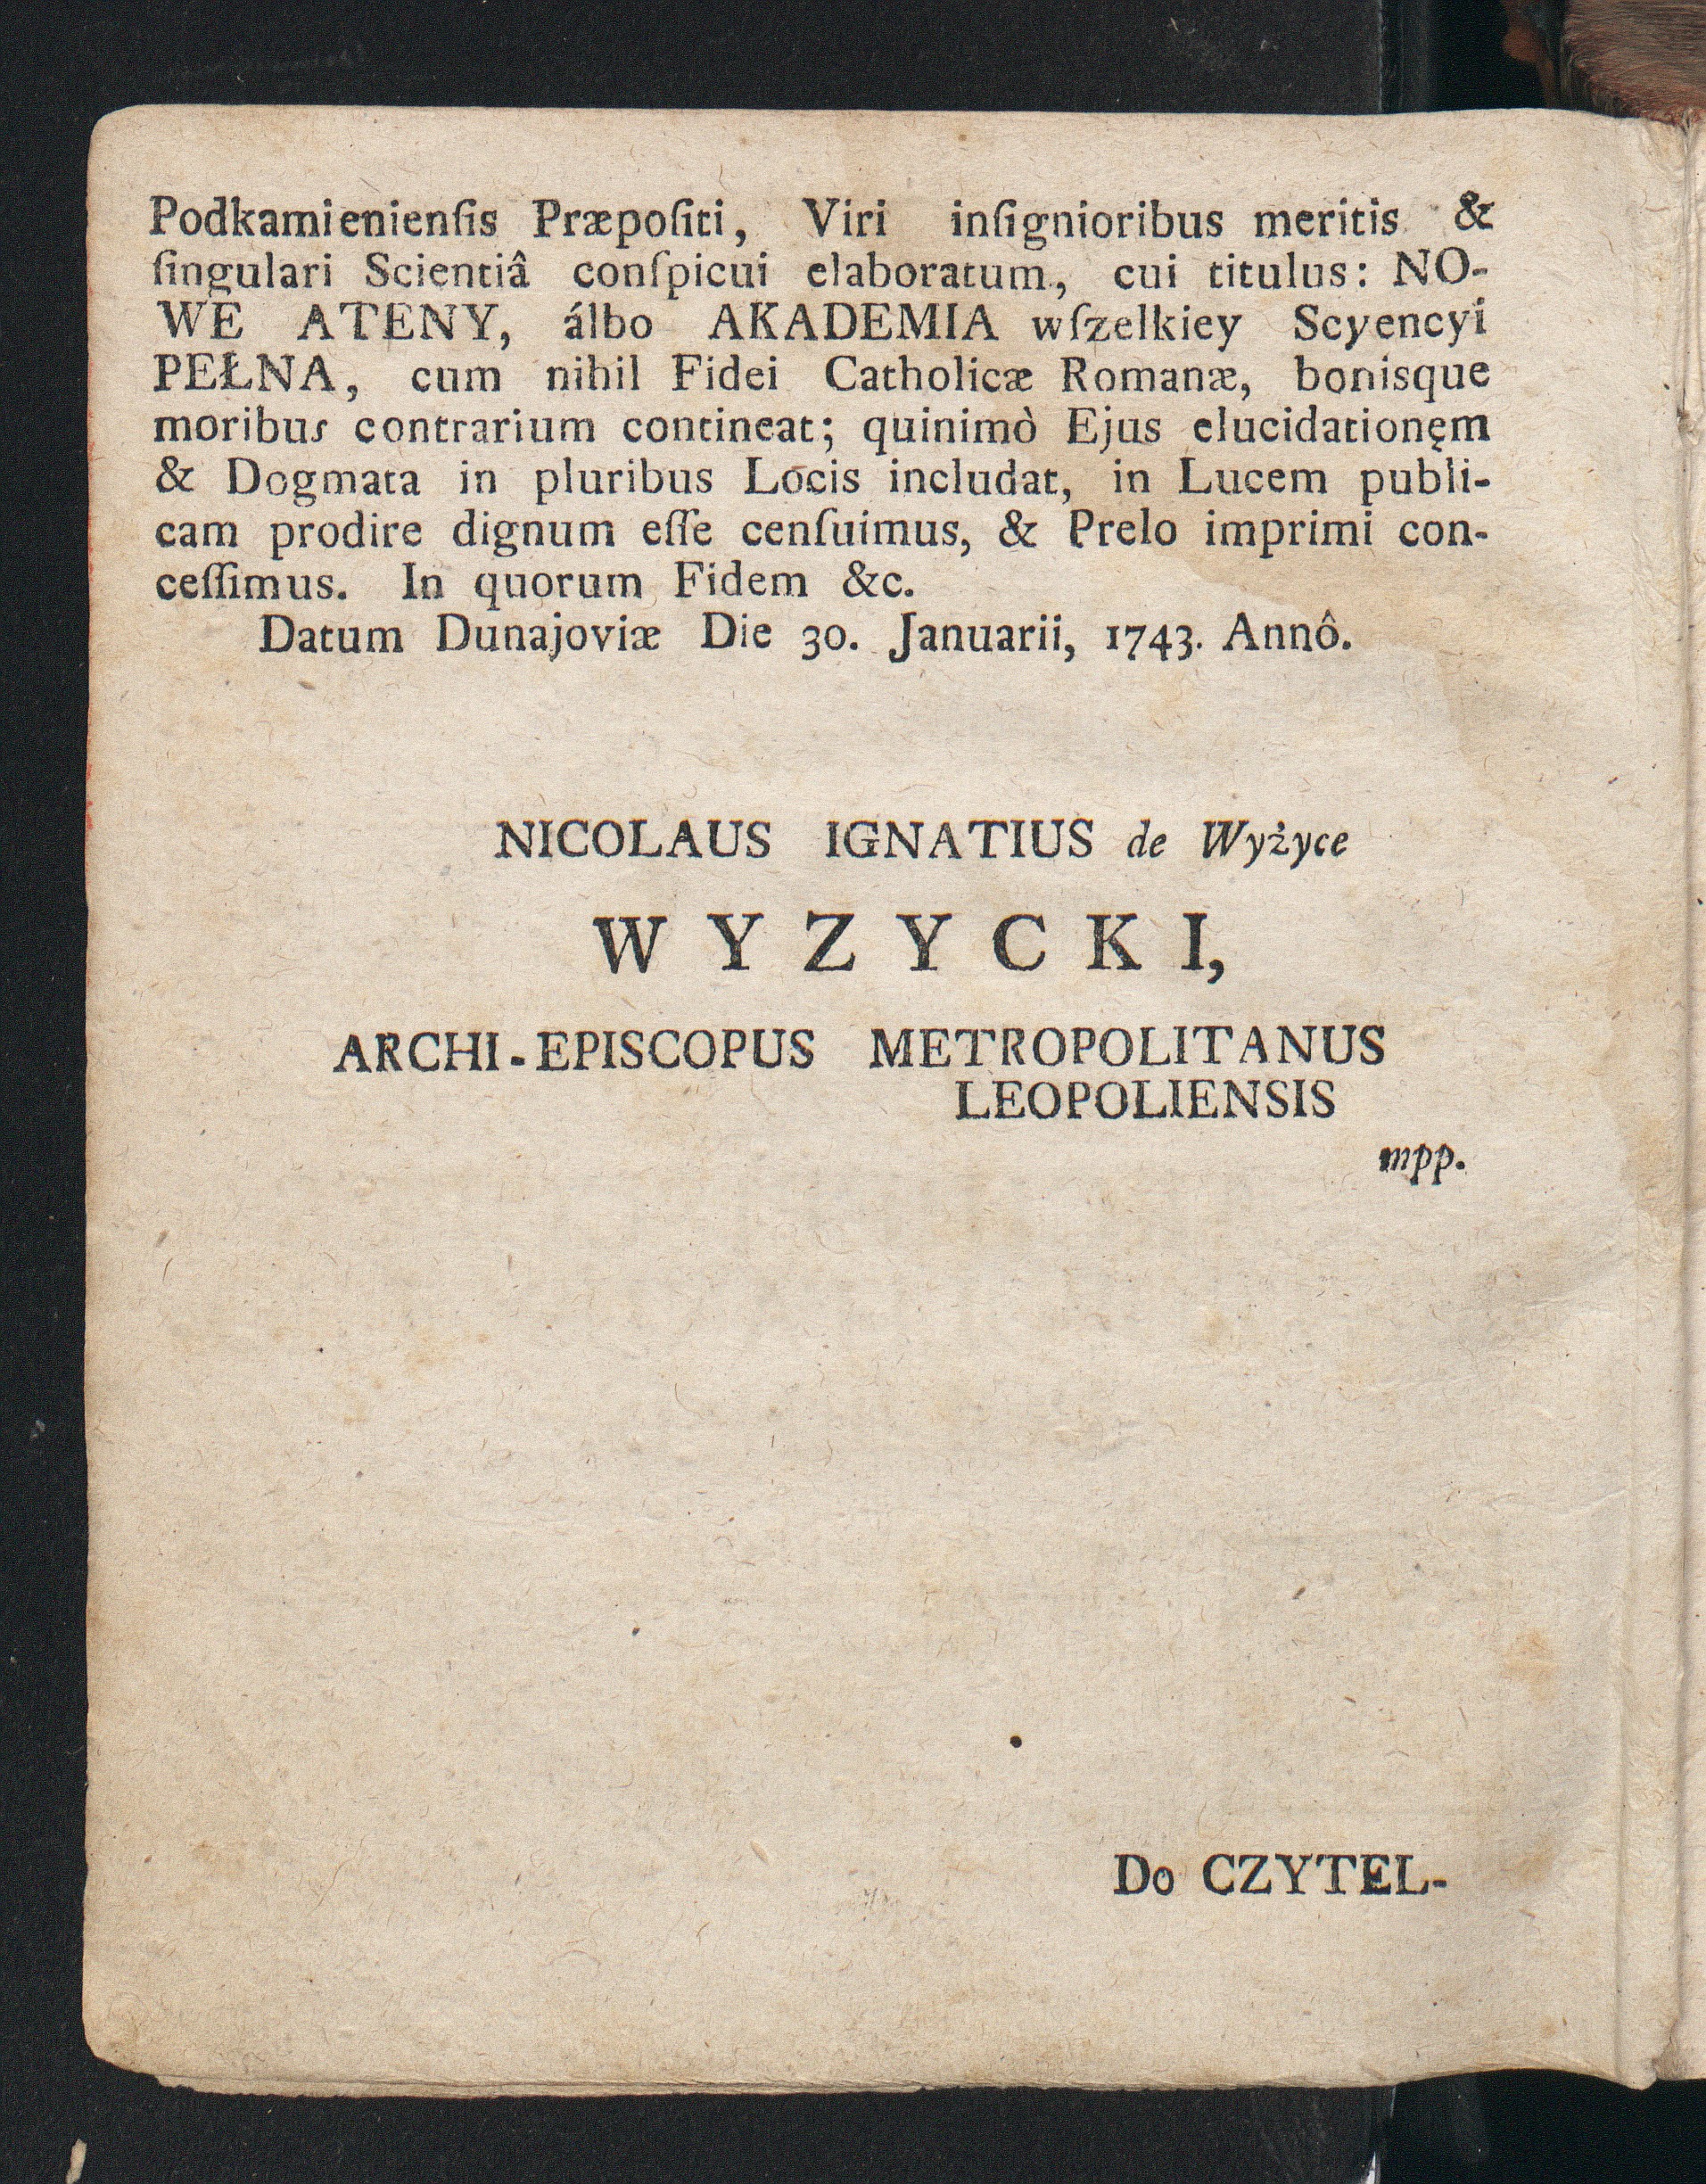 Podkamienienſis Præpoſiti, Viri inſignioribus meritis &
ſingulari Scientiâ conſpicui elaboratum, cui titulus: NO-
WE ATENY, álbo AKADEMIA wſzelkiey Scyencyi
PEŁNA, cum nihil Fidei Catholicæ Romanæ, bonisque
moribus contrarium contineat; quinimò Ejus elucidationęm
& Dogmata in pluribus Locis includat, in Lucem publi-
cam prodire dignum eſſe cenſuimus, & Prelo imprimi con-
ceſſimus. In quorum Fidem &c.
Datum Dunajoviæ Die 30. Januarii, 1743. Annô.
NICOLAUS IGNATIUS de Wyżyce
WYZYCKI,
ARCHI-EPISCOPUS METROPOLITANUS
LEOPOLIENSIS
mpp.
Do CZYTEL-